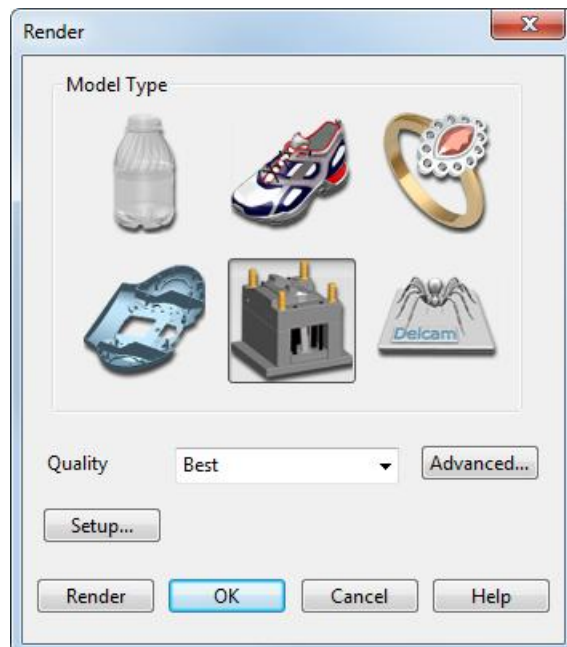 Render
Model Type
Delcam
Quality Best Advanced...
Setup...
Render OK Cancel Help